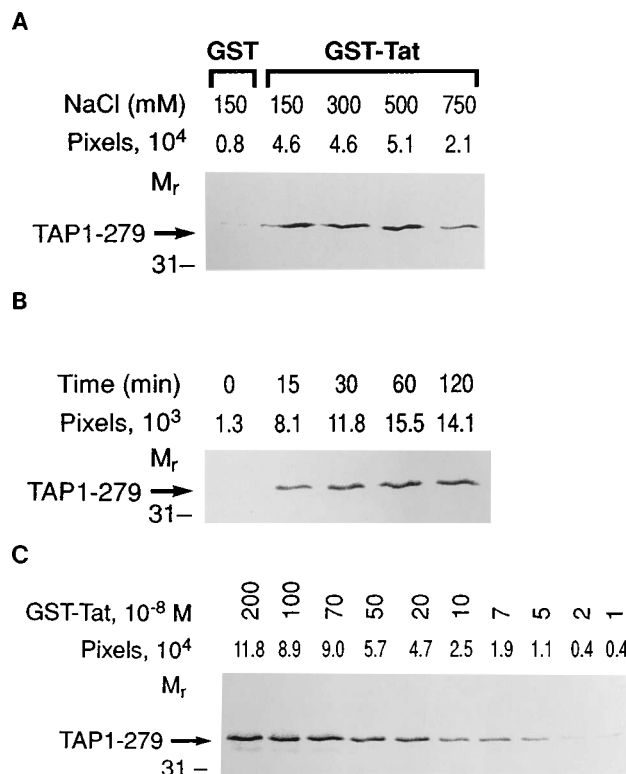 A
GST GST-Tat
NaCl (mM) 150 150 300 500 750
Pixels, 10⁴ 0.8 4.6 4.6 5.1 2.1
Mr
TAP1-279
31–
B
Time (min) 0 15 30 60 120
Pixels, 10³ 1.3 8.1 11.8 15.5 14.1
Mr
TAP1-279
31–
C
GST-Tat, 10⁻⁸ M 200 100 70 50 20 10 7 5 2 1
Pixels, 10⁴ 11.8 8.9 9.0 5.7 4.7 2.5 1.9 1.1 0.4 0.4
Mr
TAP1-279
31 –